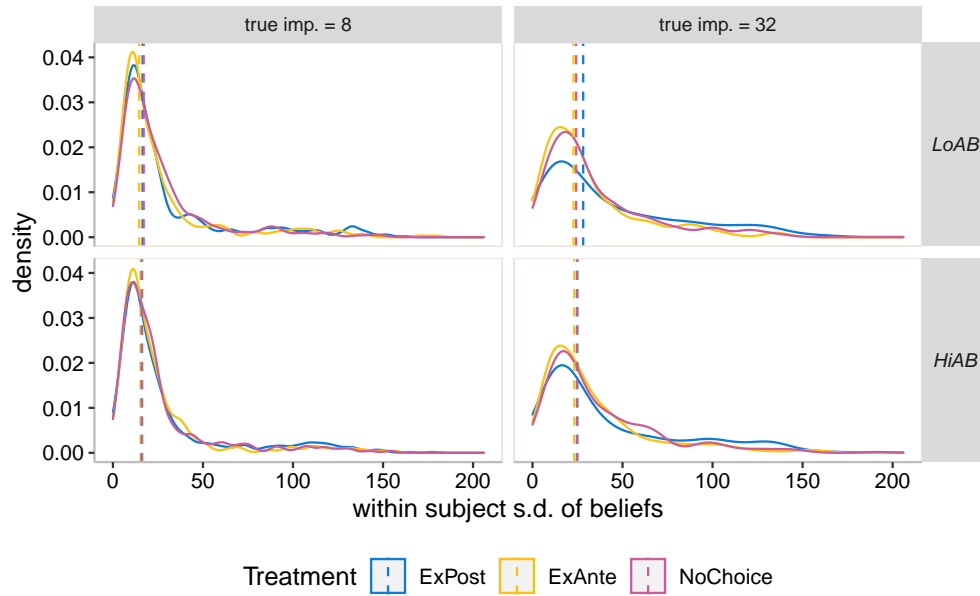 true imp. = 8
true imp. = 32
0.04
0.03
0.02
0.01
0.00
LoAB
density
0.04
0.03
0.02
0.01
0.00
HiAB
0
50
100
150
200
0
50
100
150
200
within subject s.d. of beliefs
Treatment ExPost ExAnte NoChoice